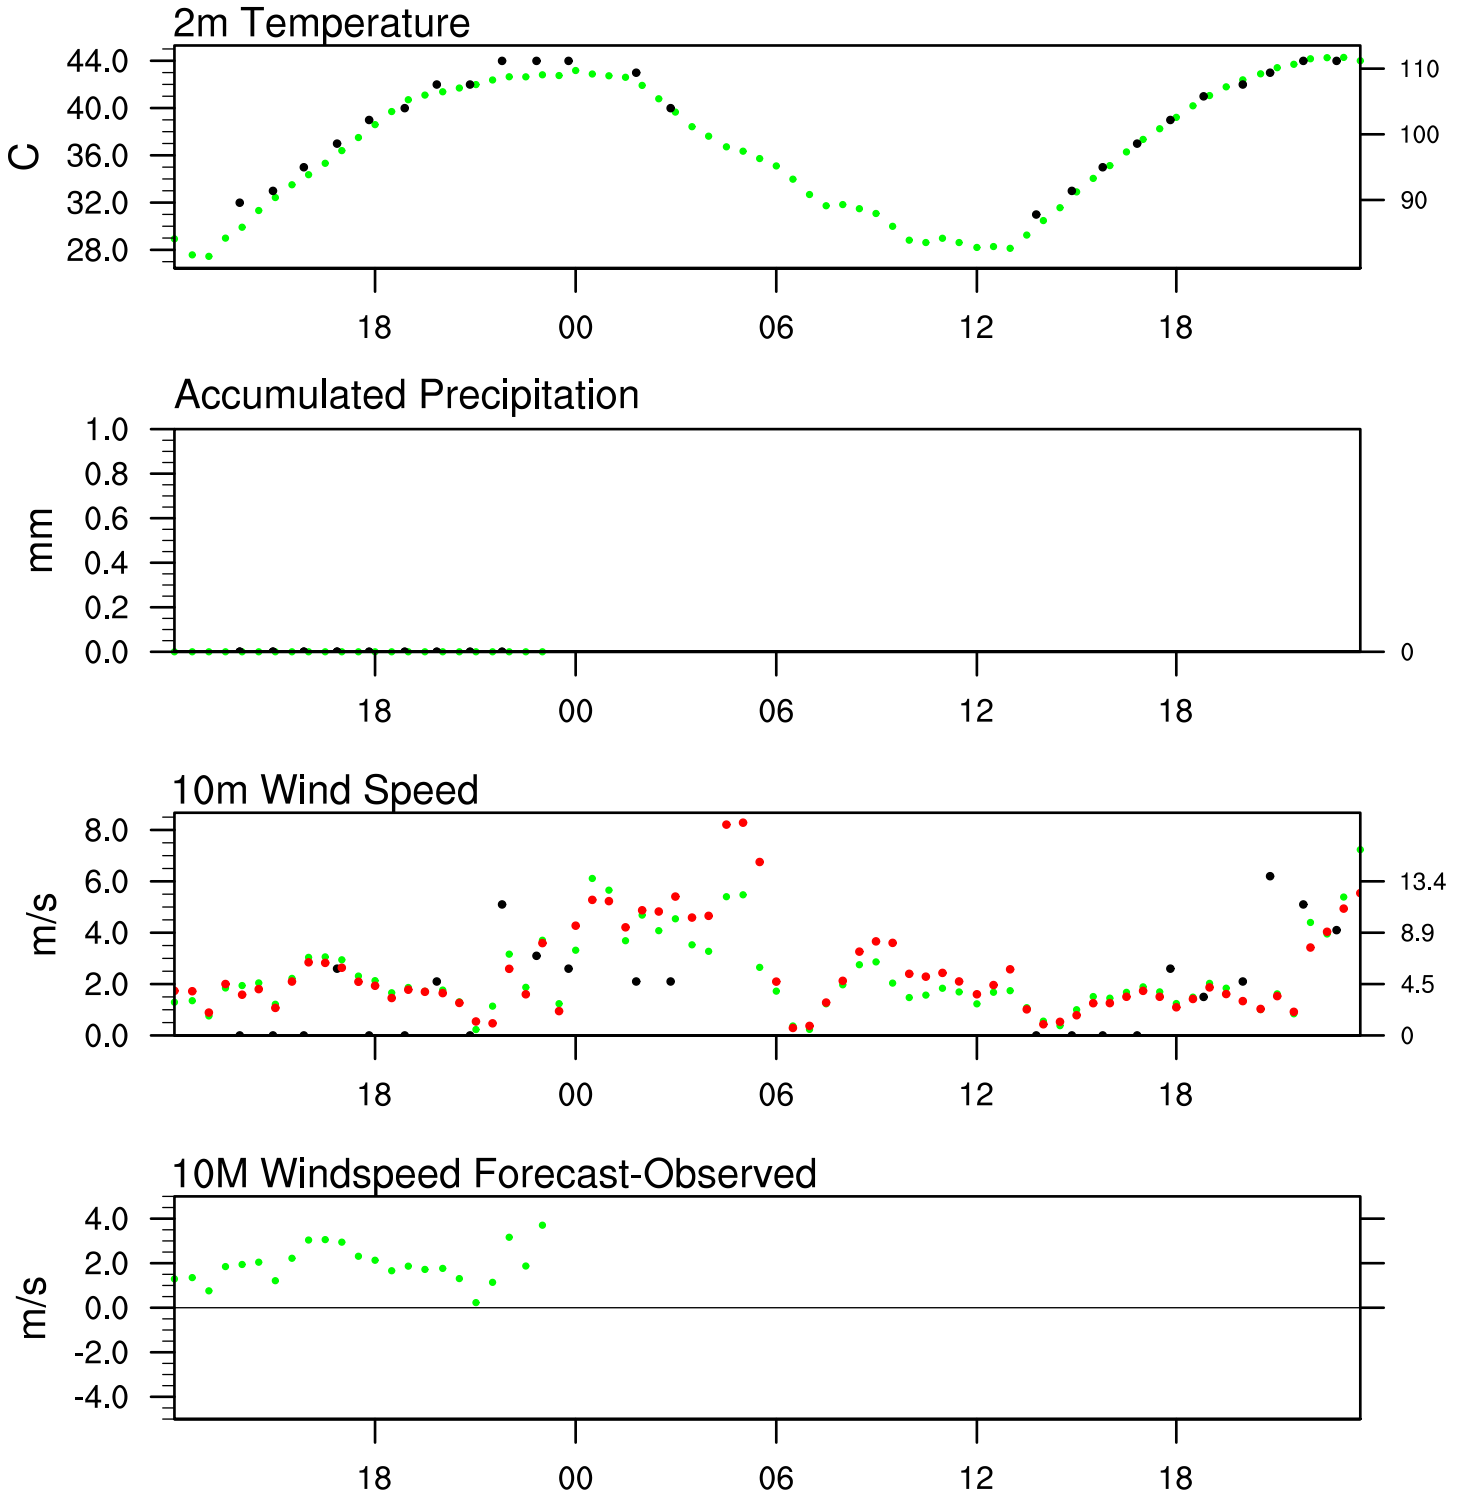 2m Temperature
44.0
40.0
36.0
32.0
28.0
C
110
100
90
18 00 06 12 18
Accumulated Precipitation
1.0
0.8
0.6
0.4
0.2
0.0
mm
0
18 00 06 12 18
10m Wind Speed
8.0
6.0
4.0
2.0
0.0
m/s
13.4
8.9
4.5
0
18 00 06 12 18
10M Windspeed Forecast-Observed
4.0
2.0
0.0
-2.0
-4.0
m/s
18 00 06 12 18